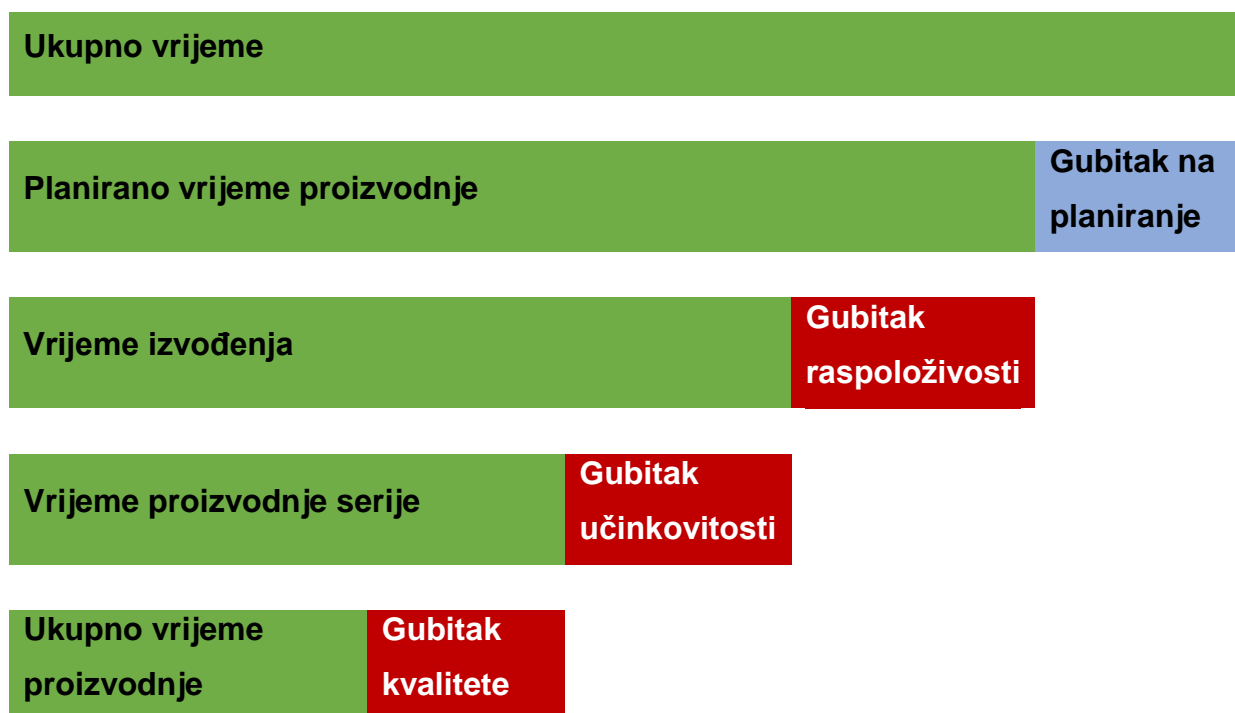 Ukupno vrijeme
Planirano vrijeme proizvodnje
Gubitak na
planiranje
Vrijeme izvođenja
Gubitak
raspoloživosti
Vrijeme proizvodnje serije
Gubitak
učinkovitosti
Ukupno vrijeme
proizvodnje
Gubitak
kvalitete